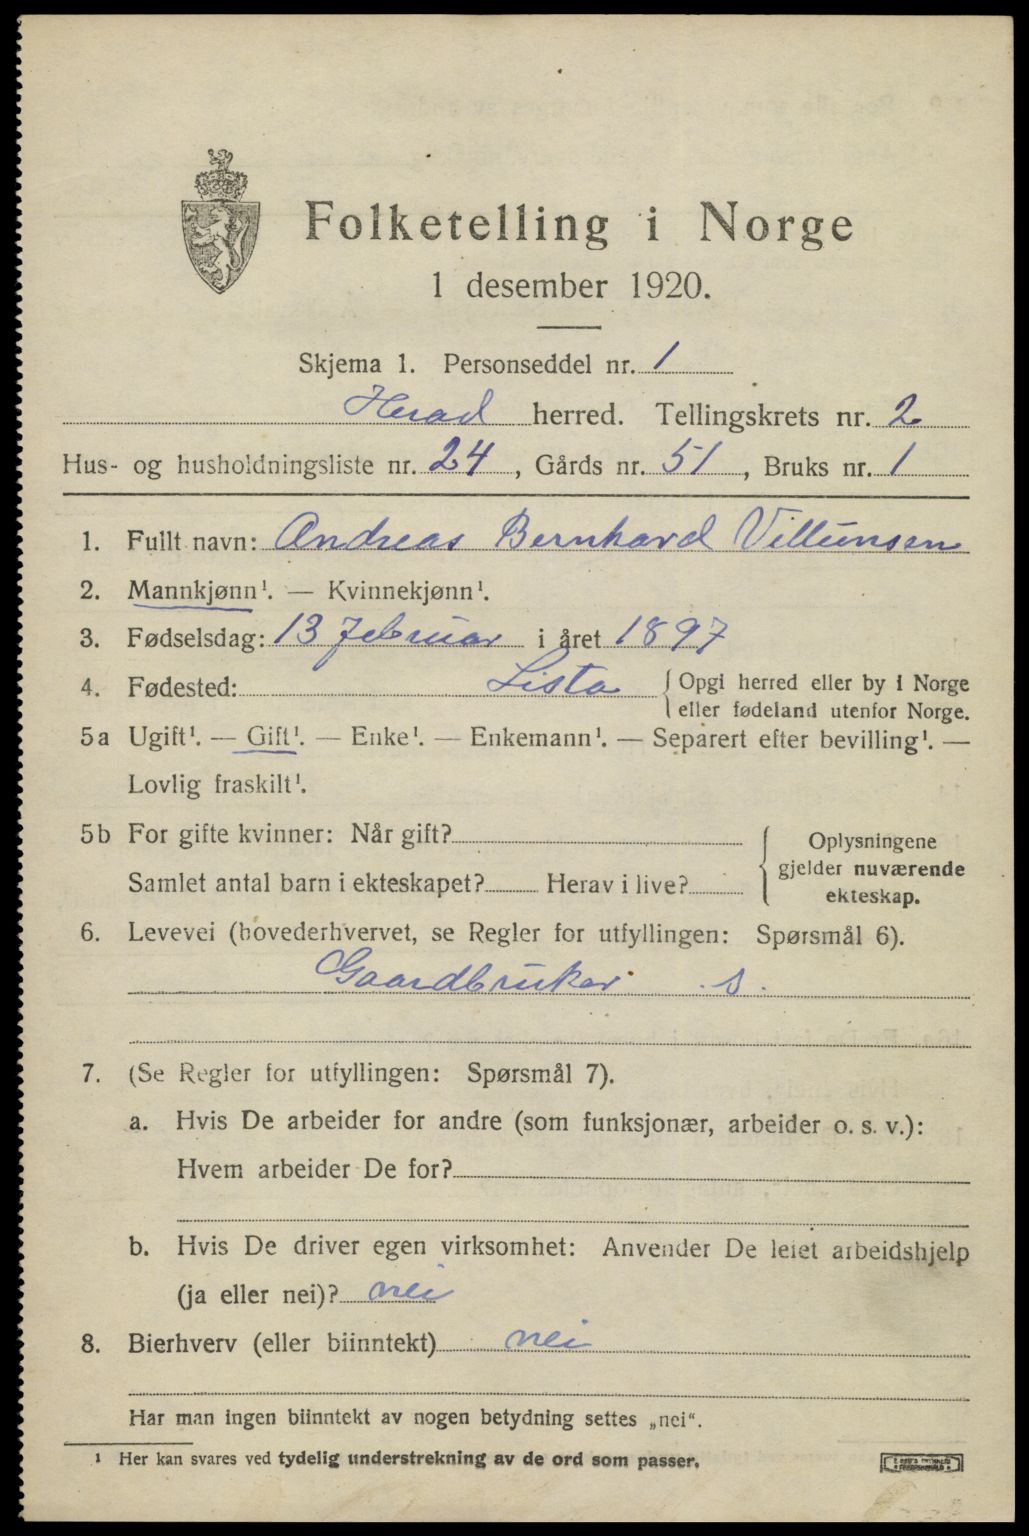 Folketelling i Norge
1 desember 1920.
Skjema 1. Personseddel nr. 1
Herad herred. Tellingskrets nr. 2
Hus- og husholdningsliste nr. 24, Gårds nr. 51, Bruks nr. 1
1. Fullt navn: Andreas Bernhard Villumsen
2. Mannkjønn¹. — Kvinnekjønn¹.
3. Fødselsdag: 13 februar i året 1897
4. Fødested: Lista { Opgi herred eller by i Norge
eller fødeland utenfor Norge.
5a Ugift¹. — Gift¹. — Enke¹. — Enkemann¹. — Separert efter bevilling¹. —
Lovlig fraskilt¹.
5b For gifte kvinner: Når gift?
Samlet antal barn i ekteskapet? Herav i live?
Oplysningene
gjelder nuværende
ekteskap.
6. Levevei (hovederhvervet, se Regler for utfyllingen: Spørsmål 6).
Gaardbruker s.
7. (Se Regler for utfyllingen: Spørsmål 7).
a. Hvis De arbeider for andre (som funksjonær, arbeider o. s. v.):
Hvem arbeider De for?
b. Hvis De driver egen virksomhet: Anvender De leiet arbeidshjelp
(ja eller nei)? nei
8. Bierhverv (eller biinntekt) nei
Har man ingen biinntekt av nogen betydning settes „nei“.
¹ Her kan svares ved tydelig understrekning av de ord som passer.